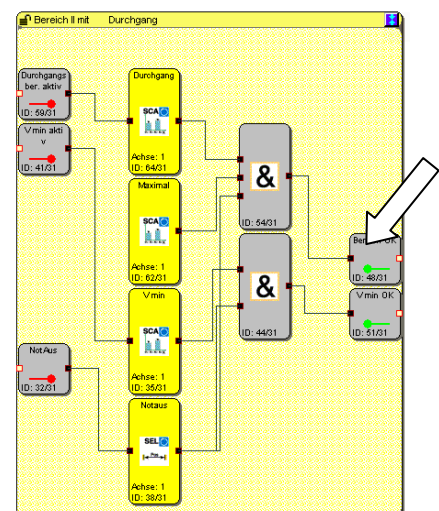 Bereich II mit Durchgang
Durchgangs
ber. aktiv
ID: 59/31
Vmin akti
v
ID: 41/31
Durchgang
SCA
Achse: 1
ID: 64/31
Maximal
SCA
Achse: 1
ID: 62/31
&
ID: 54/31
Vmin
SCA
Achse: 1
ID: 35/31
&
ID: 44/31
OK
ID: 48/31
Vmin OK
ID: 51/31
NotAus
ID: 32/31
Notaus
SEL
Pos
Achse: 1
ID: 38/31